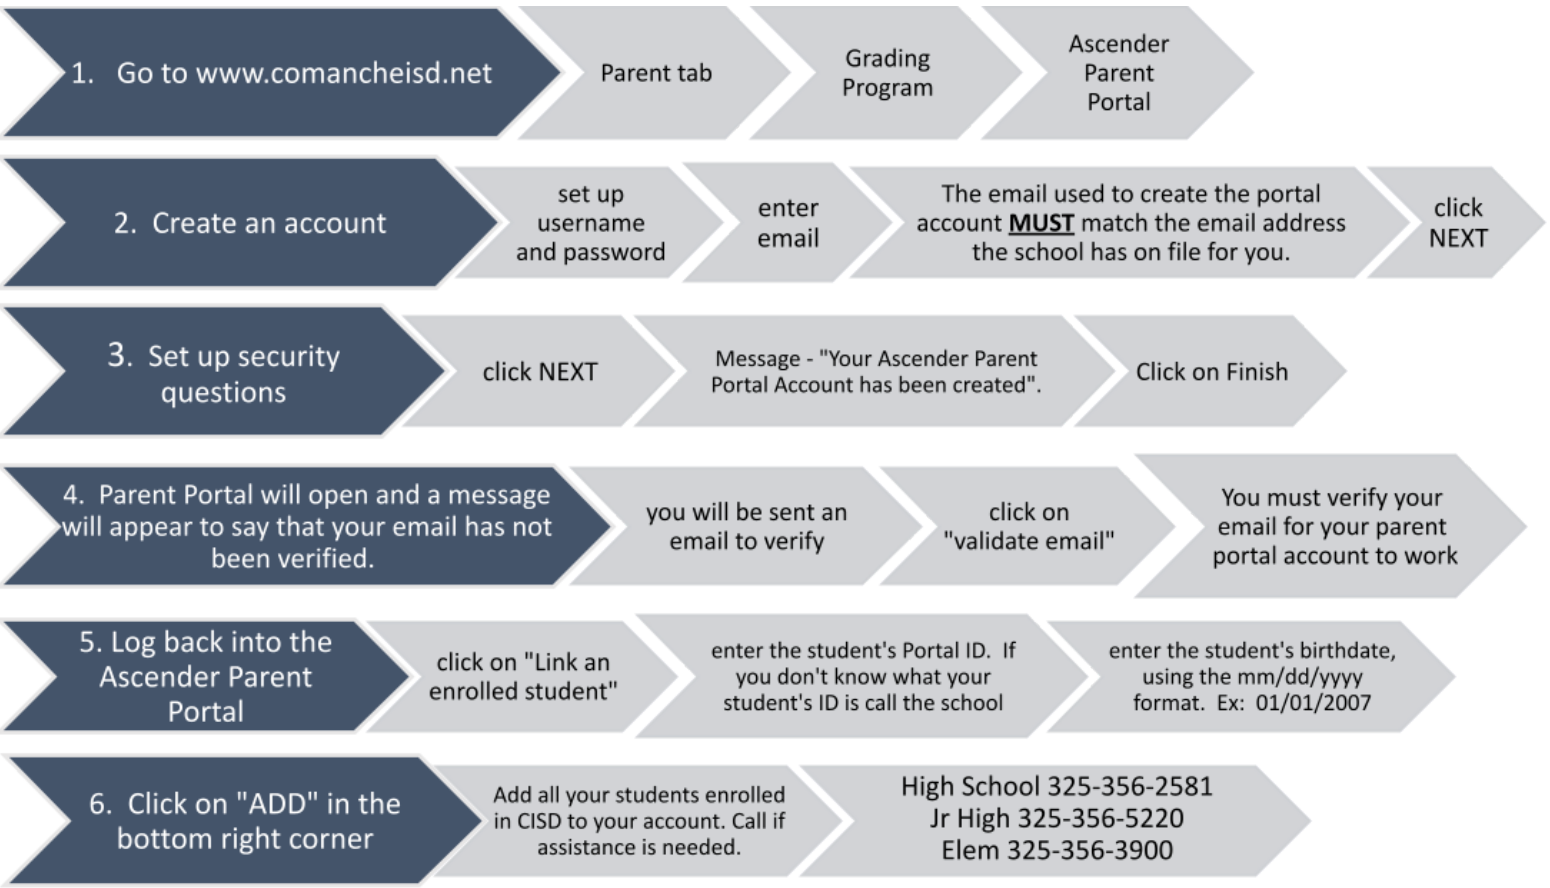 1.   Go to www.comancheisd.net
Parent tab
Grading
Program
Ascender
Parent
Portal
2.  Create an account
set up
username
and password
enter
email
The email used to create the portal
account MUST match the email address
the school has on file for you.
click
NEXT
3.  Set up security
questions
click NEXT
Message - "Your Ascender Parent
Portal Account has been created".
Click on Finish
4.  Parent Portal will open and a message
will appear to say that your email has not
been verified.
you will be sent an
email to verify
click on
"validate email"
You must verify your
email for your parent
portal account to work
5. Log back into the
Ascender Parent
Portal
click on "Link an
enrolled student"
enter the student's Portal ID.  If
you don't know what your
student's ID is call the school
enter the student's birthdate,
using the mm/dd/yyyy
format.  Ex:  01/01/2007
6.  Click on "ADD" in the
bottom right corner
Add all your students enrolled
in CISD to your account. Call if
assistance is needed.
High School 325-356-2581
Jr High 325-356-5220
Elem 325-356-3900